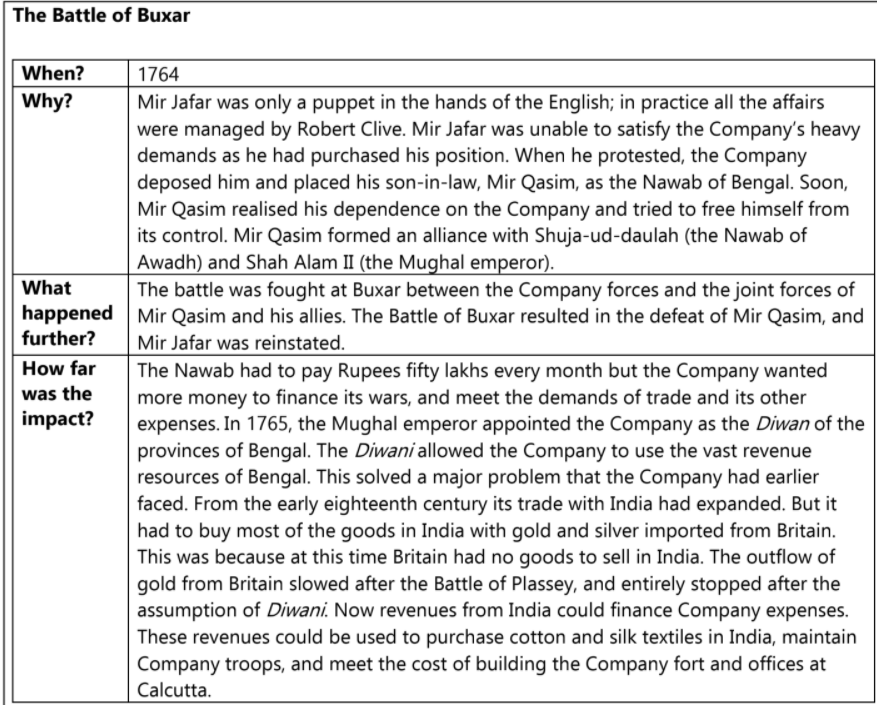 The Battle of Buxar
When?
1764
Why?
Mir Jafar was only a puppet in the hands of the English; in practice all the affairs
were managed by Robert Clive. Mir Jafar was unable to satisfy the Company's heavy
demands as he had purchased his position. When he protested, the Company
deposed him and placed his son-in-law, Mir Qasim, as the Nawab of Bengal. Soon,
Mir Qasim realised his dependence on the Company and tried to free himself from
its control. Mir Qasim formed an alliance with Shuja-ud-daulah (the Nawab of
Awadh) and Shah Alam II (the Mughal emperor).
What
happened
further?
The battle was fought at Buxar between the Company forces and the joint forces of
Mir Qasim and his allies. The Battle of Buxar resulted in the defeat of Mir Qasim, and
Mir Jafar was reinstated.
How far
was the
impact?
The Nawab had to pay Rupees fifty lakhs every month but the Company wanted
more money to finance its wars, and meet the demands of trade and its other
expenses. In 1765, the Mughal emperor appointed the Company as the Diwan of the
provinces of Bengal. The Diwani allowed the Company to use the vast revenue
resources of Bengal. This solved a major problem that the Company had earlier
faced. From the early eighteenth century its trade with India had expanded. But it
had to buy most of the goods in India with gold and silver imported from Britain.
This was because at this time Britain had no goods to sell in India. The outflow of
gold from Britain slowed after the Battle of Plassey, and entirely stopped after the
assumption of Diwani. Now revenues from India could finance Company expenses.
These revenues could be used to purchase cotton and silk textiles in India, maintain
Company troops, and meet the cost of building the Company fort and offices at
Calcutta.